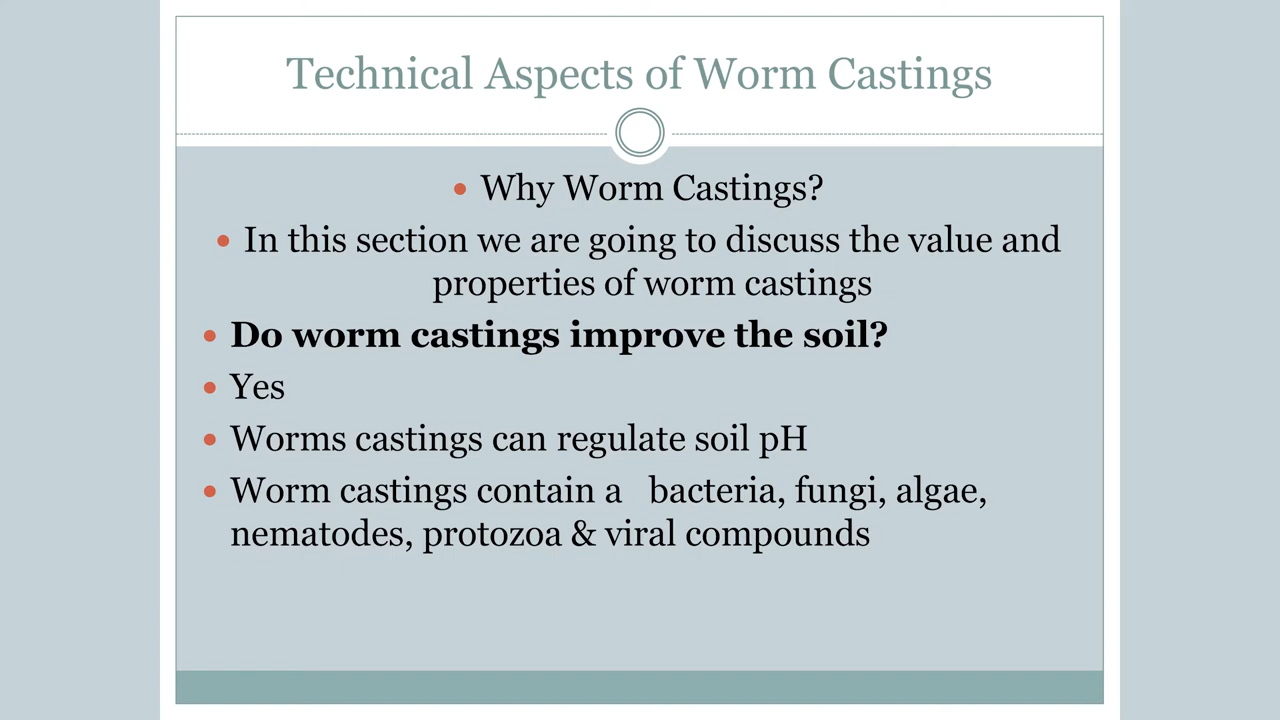 Technical Aspects of Worm Castings
• Why Worm Castings?
• In this section we are going to discuss the value and
properties of worm castings
• Do worm castings improve the soil?
• Yes
• Worms castings can regulate soil pH
• Worm castings contain a bacteria, fungi, algae,
nematodes, protozoa & viral compounds